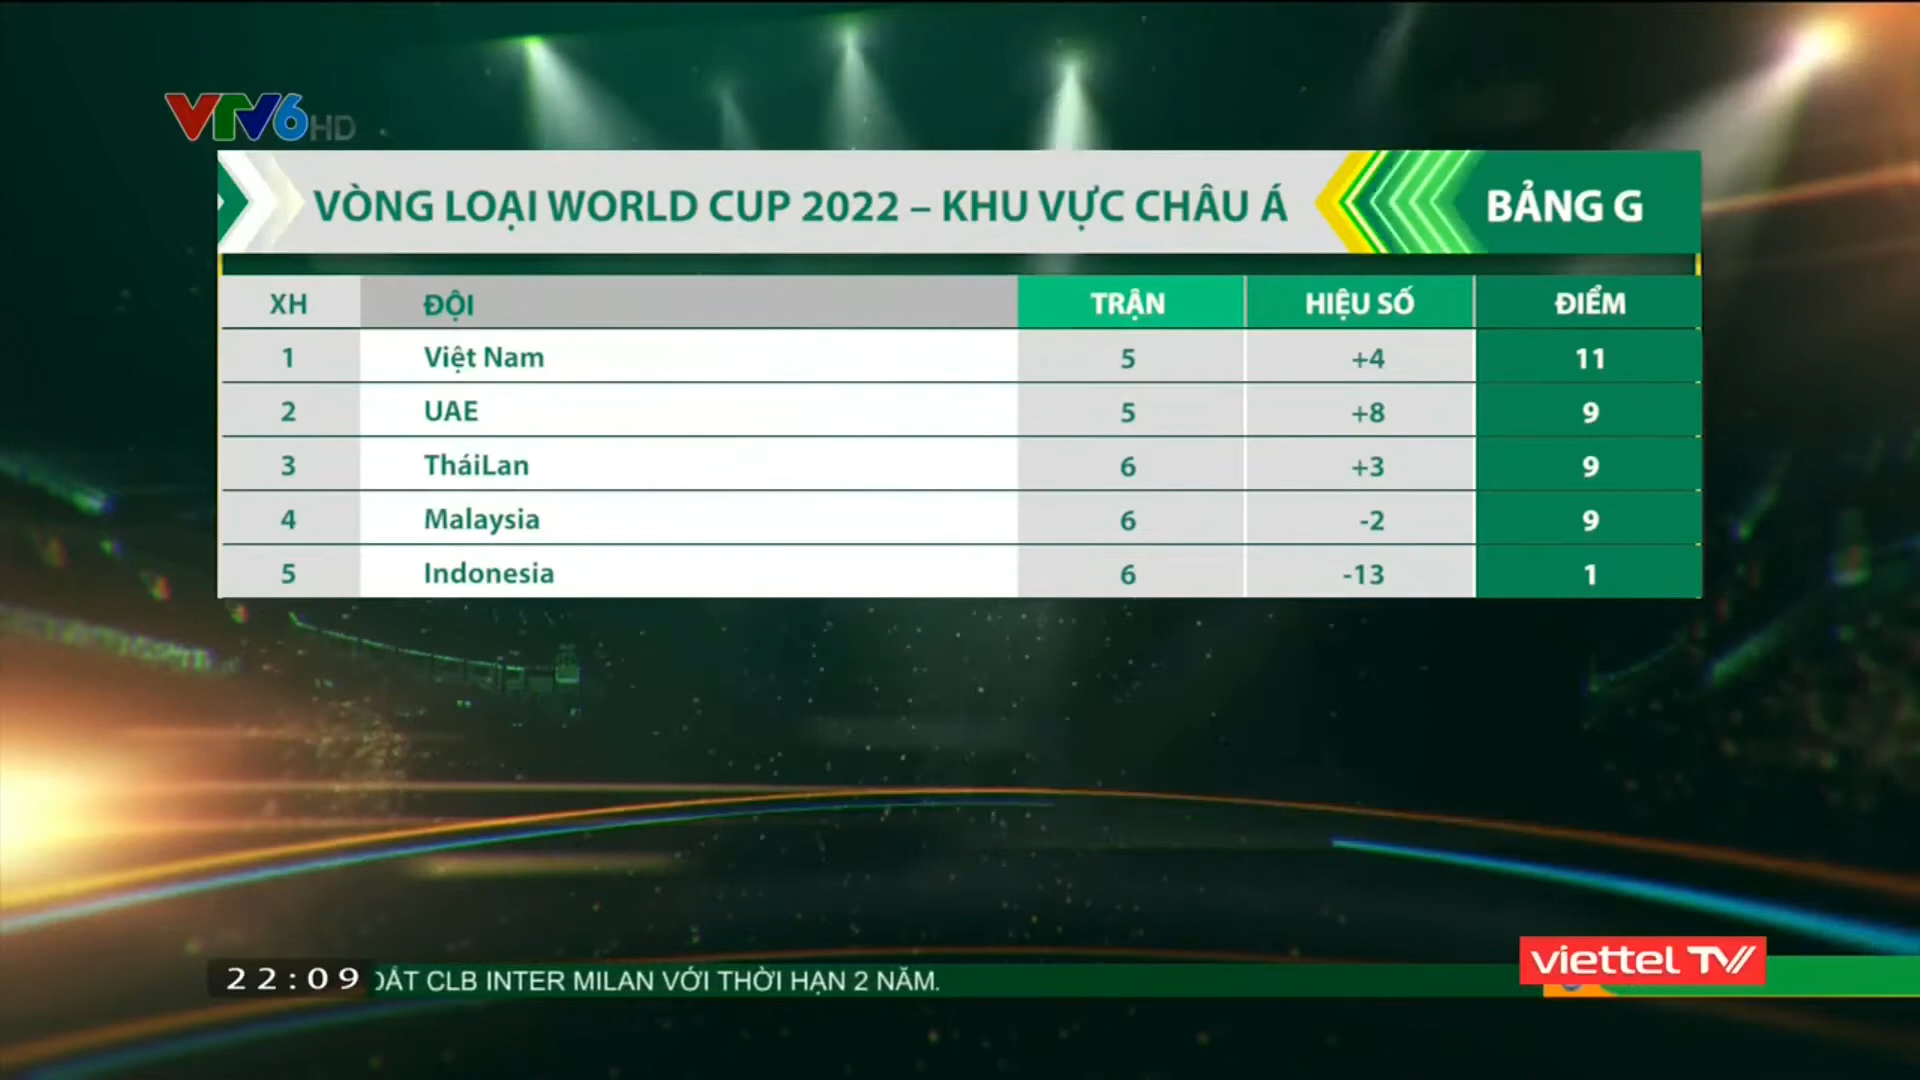 VTV6HD
VÒNG LOẠI WORLD CUP 2022 – KHU VỰC CHÂU Á BẢNG G
XH ĐỘI TRẬN HIỆU SỐ ĐIỂM
1 Việt Nam 5 +4 11
2 UAE 5 +8 9
3 TháiLan 6 +3 9
4 Malaysia 6 -2 9
5 Indonesia 6 -13 1
viettel TV
22:09 CLB INTER MILAN VỚI THỜI HẠN 2 NĂM.